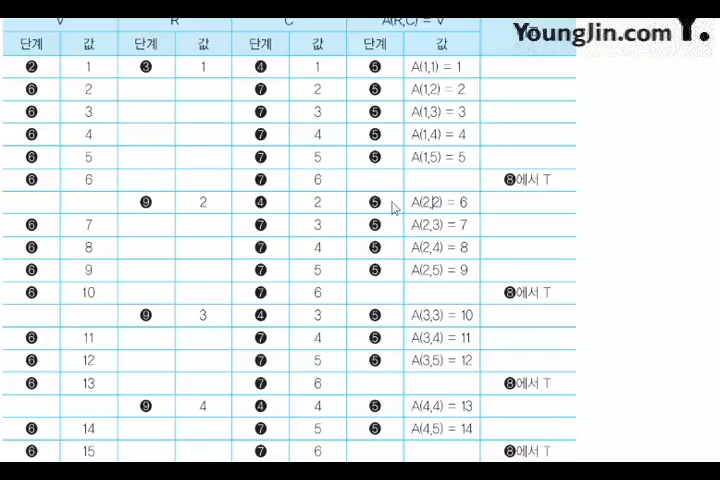 V R C A(R,C) = V
YoungJin.com Y.
단계 값 단계 값 단계 값 단계 값
❷ 1 ❸ 1 ❹ 1 ❺ A(1,1) = 1
❻ 2 ❼ 2 ❺ A(1,2) = 2
❻ 3 ❼ 3 ❺ A(1,3) = 3
❻ 4 ❼ 4 ❺ A(1,4) = 4
❻ 5 ❼ 5 ❺ A(1,5) = 5
❻ 6 ❼ 6 ❽에서 T
❾ 2 ❹ 2 ❺ A(2,2) = 6
❻ 7 ❼ 3 ❺ A(2,3) = 7
❻ 8 ❼ 4 ❺ A(2,4) = 8
❻ 9 ❼ 5 ❺ A(2,5) = 9
❻ 10 ❼ 6 ❽에서 T
❾ 3 ❹ 3 ❺ A(3,3) = 10
❻ 11 ❼ 4 ❺ A(3,4) = 11
❻ 12 ❼ 5 ❺ A(3,5) = 12
❻ 13 ❼ 6 ❽에서 T
❾ 4 ❹ 4 ❺ A(4,4) = 13
❻ 14 ❼ 5 ❺ A(4,5) = 14
❻ 15 ❼ 6 ❽에서 T